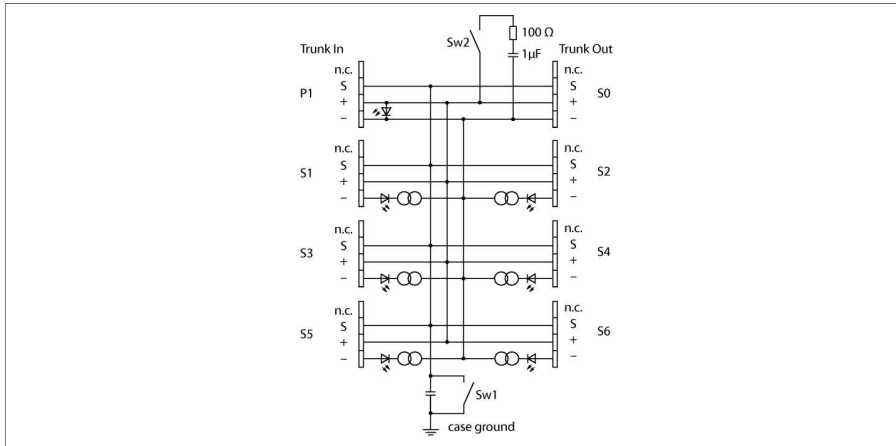 Sw2
100 Ω
1µF
Trunk In
Trunk Out
n.c.
S
+
−
P1
n.c.
S
+
−
S0
n.c.
S
+
−
S1
n.c.
S
+
−
S2
n.c.
S
+
−
S3
n.c.
S
+
−
S4
n.c.
S
+
−
S5
n.c.
S
+
−
S6
Sw1
case ground